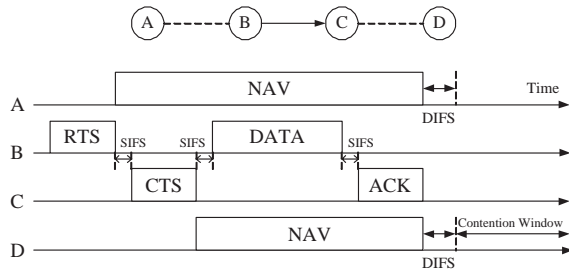 A B C D
A NAV Time
DIFS
B RTS SIFS SIFS DATA SIFS
C CTS ACK
D NAV Contention Window
DIFS